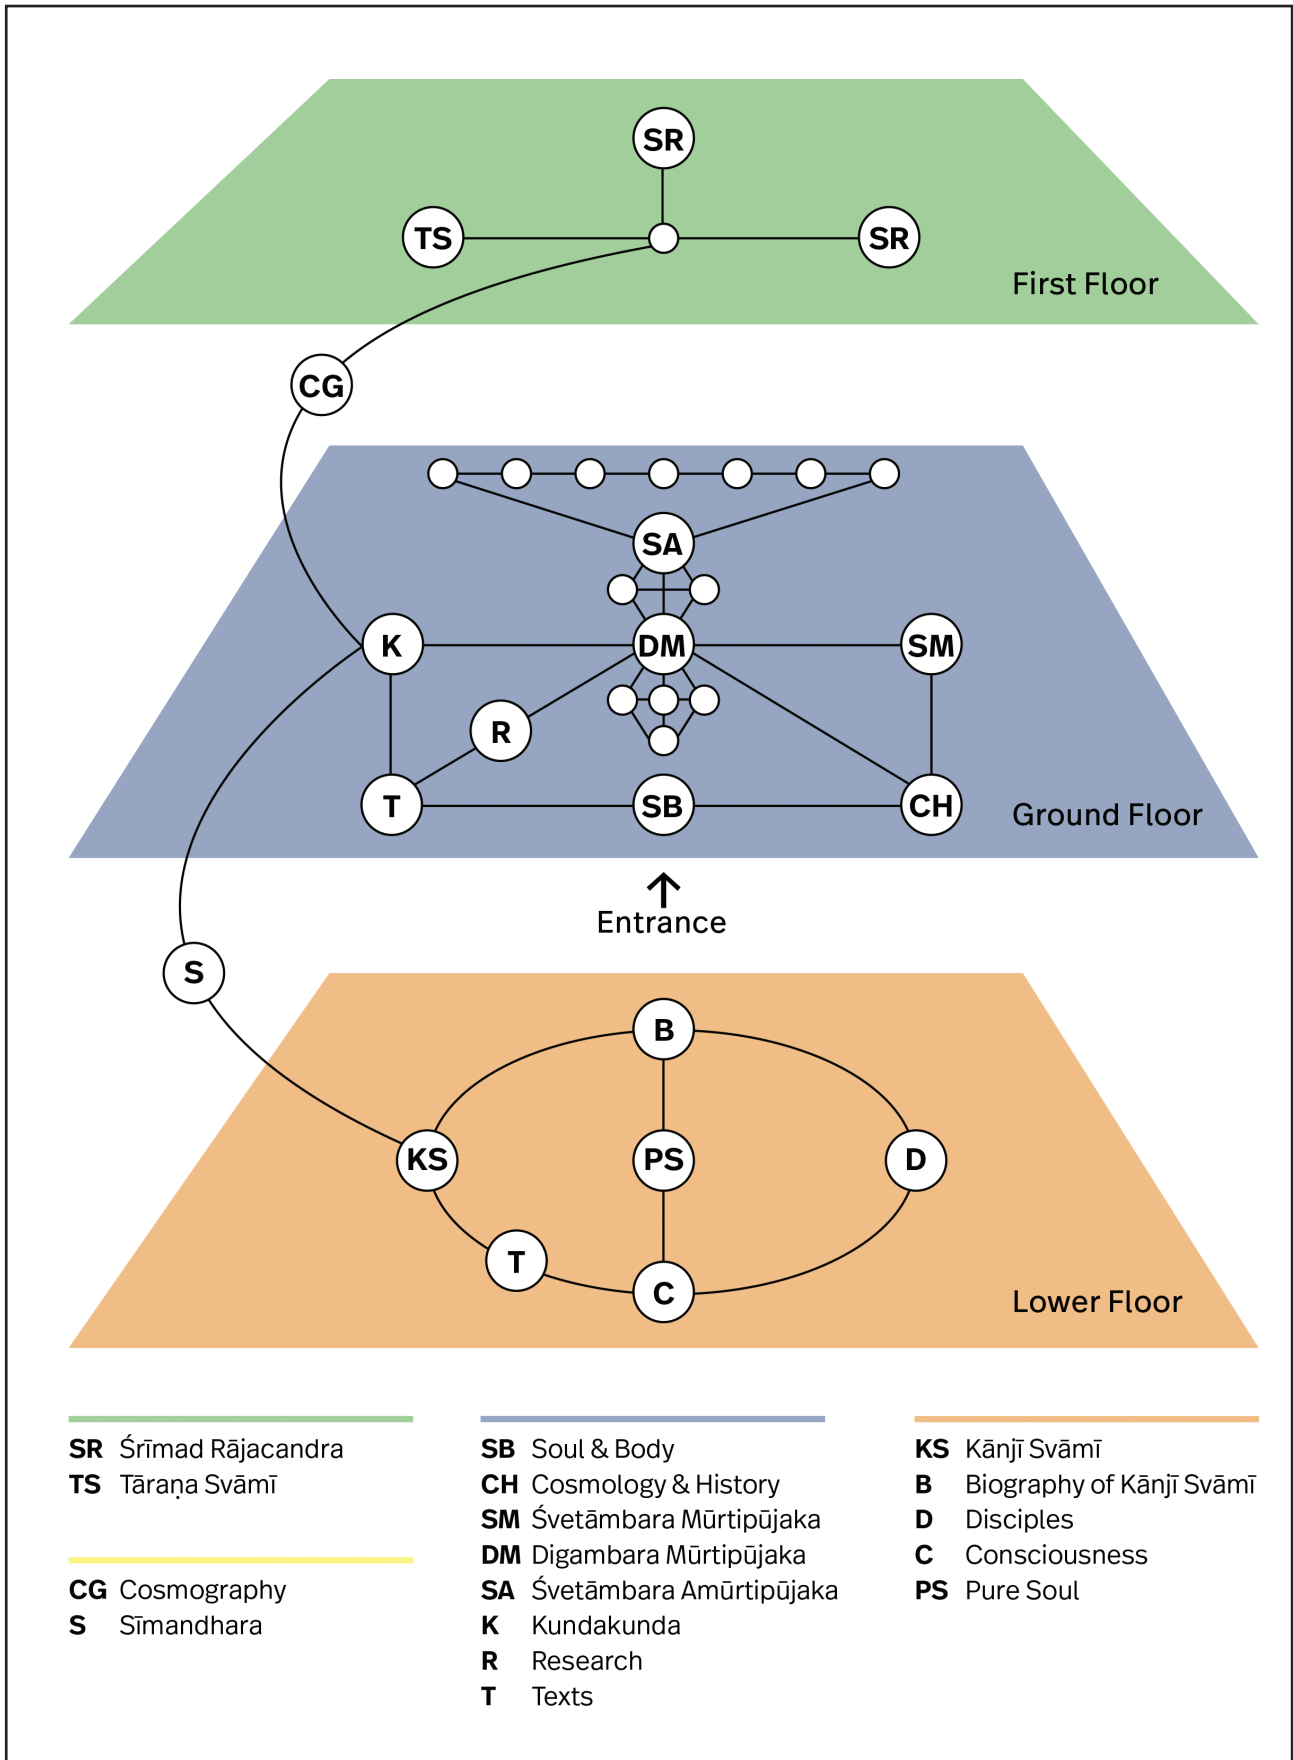 SR
TS
SR
First Floor
CG
SA
K
DM
SM
R
T
SB
CH
Ground Floor
Entrance
S
B
KS
PS
D
T
C
Lower Floor
SR Śrīmad Rājacandra
TS Tāraṇa Svāmī
CG Cosmography
S Sīmandhara
SB Soul & Body
CH Cosmology & History
SM Śvetāmbara Mūrtipūjaka
DM Digambara Mūrtipūjaka
SA Śvetāmbara Amūrtipūjaka
K Kundakunda
R Research
T Texts
KS Kānjī Svāmī
B Biography of Kānjī Svāmī
D Disciples
C Consciousness
PS Pure Soul